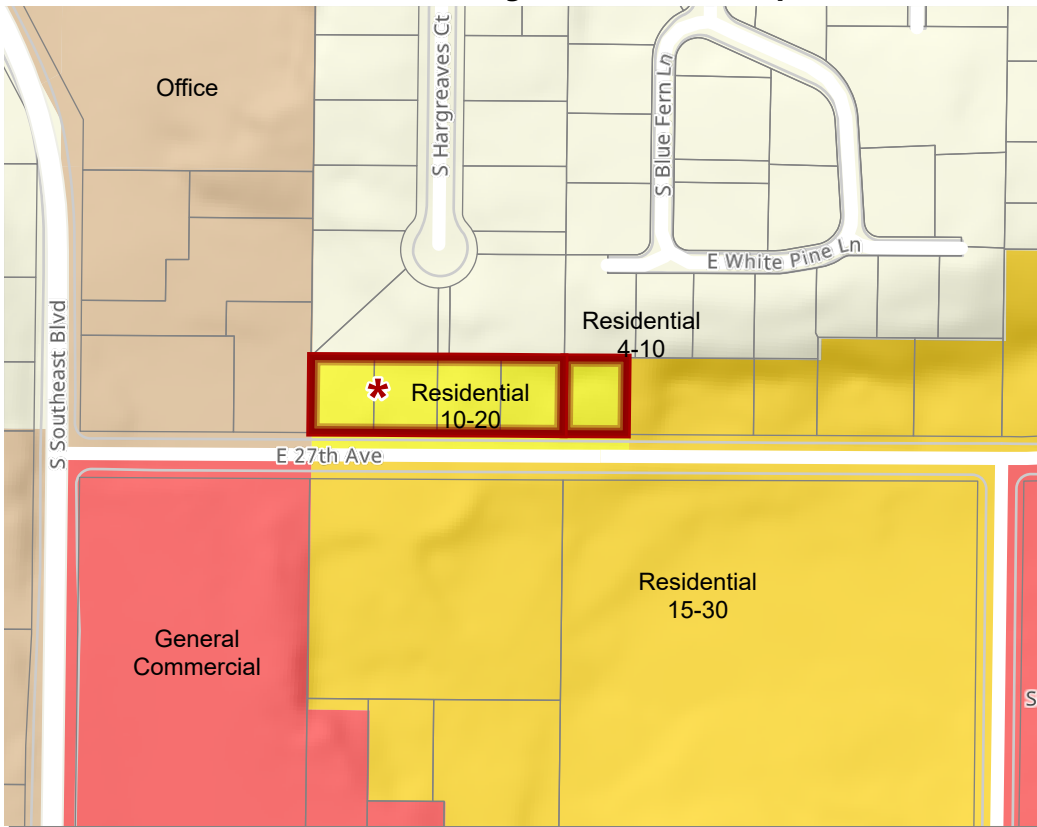 Office
S Hargreaves Ct
S Blue Fern Ln
E White Pine Ln
Residential
4-10
S Southeast Blvd
*
Residential
10-20
E 27th Ave
Residential
15-30
General
Commercial
S